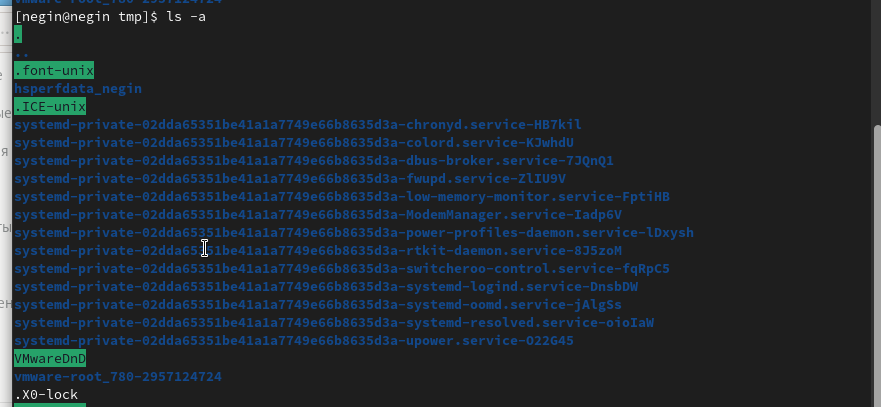 vmware-root_780-2957124724
[negin@negin tmp]$ ls -a
.
..
.font-unix
hsperfdata_negin
.ICE-unix
systemd-private-02dda65351be41a1a7749e66b8635d3a-chronyd.service-HB7kil
systemd-private-02dda65351be41a1a7749e66b8635d3a-colord.service-KJwhdU
systemd-private-02dda65351be41a1a7749e66b8635d3a-dbus-broker.service-7JQnQ1
systemd-private-02dda65351be41a1a7749e66b8635d3a-fwupd.service-ZlIU9V
systemd-private-02dda65351be41a1a7749e66b8635d3a-low-memory-monitor.service-FptiHB
systemd-private-02dda65351be41a1a7749e66b8635d3a-ModemManager.service-Iadp6V
systemd-private-02dda65351be41a1a7749e66b8635d3a-power-profiles-daemon.service-lDxysh
systemd-private-02dda65351be41a1a7749e66b8635d3a-rtkit-daemon.service-8J5zoM
systemd-private-02dda65351be41a1a7749e66b8635d3a-switcheroo-control.service-fqRpC5
systemd-private-02dda65351be41a1a7749e66b8635d3a-systemd-logind.service-DnsbDW
systemd-private-02dda65351be41a1a7749e66b8635d3a-systemd-oomd.service-jAlgSs
systemd-private-02dda65351be41a1a7749e66b8635d3a-systemd-resolved.service-oioIaW
systemd-private-02dda65351be41a1a7749e66b8635d3a-upower.service-O22G45
VMwareDnD
vmware-root_780-2957124724
.X0-lock